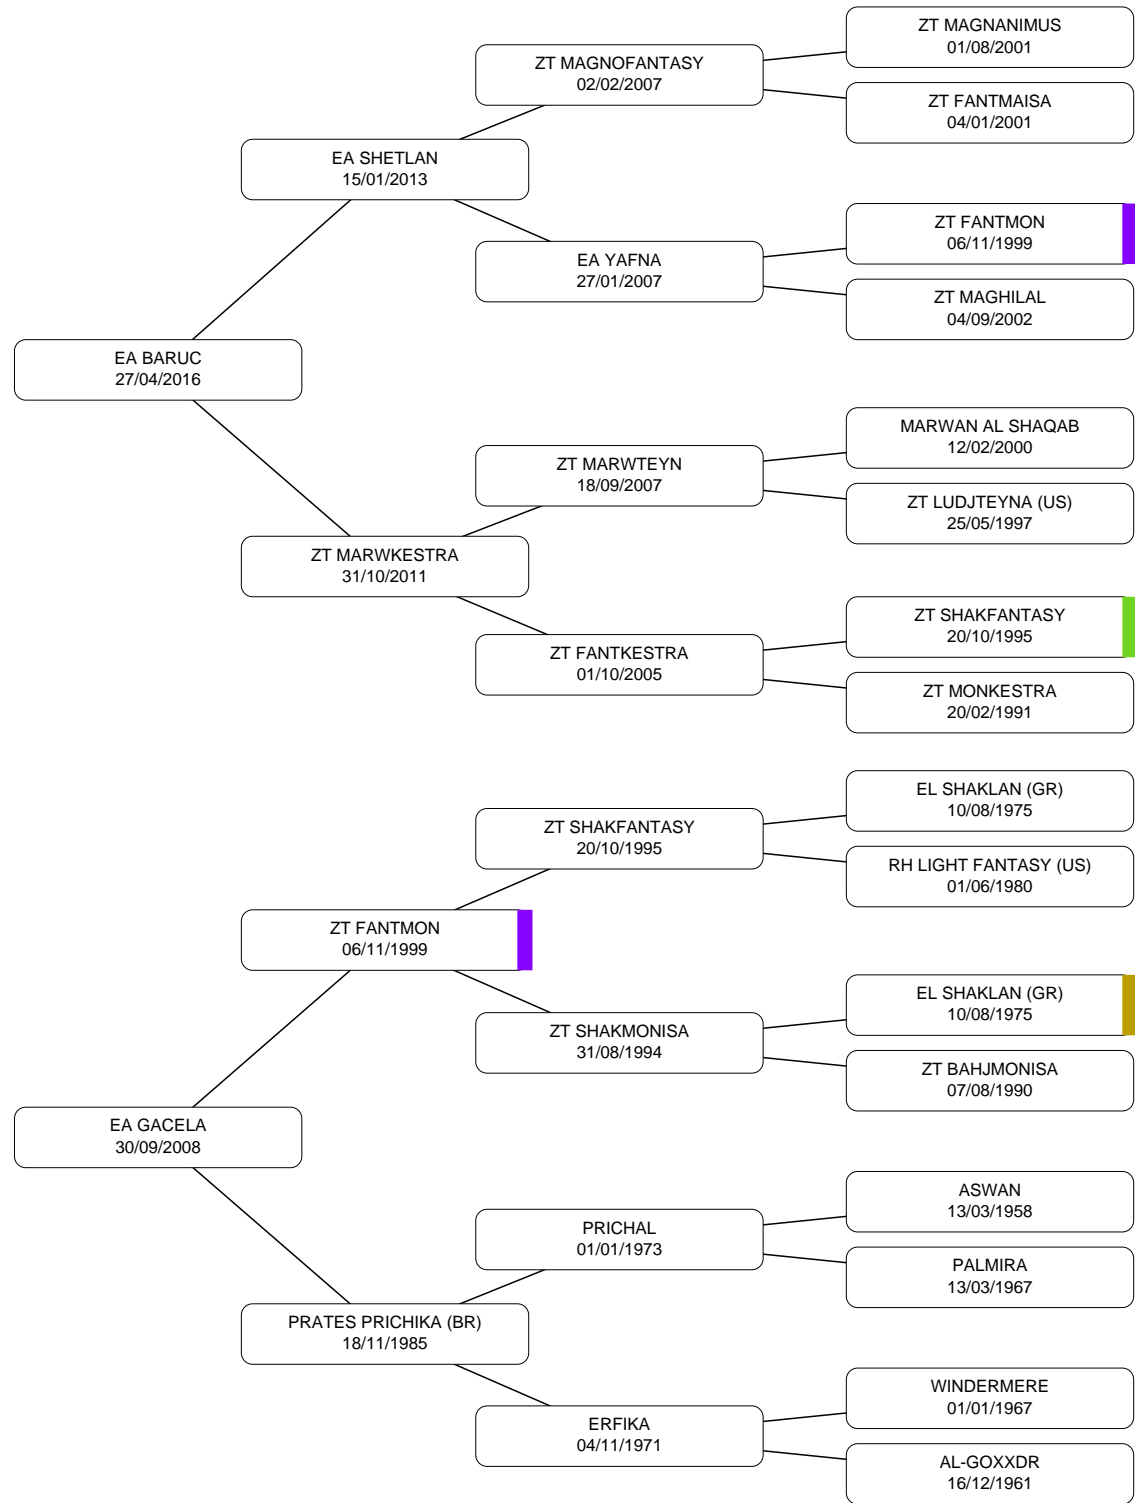 ZT MAGNANIMUS
01/08/2001
ZT MAGNOFANTASY
02/02/2007
ZT FANTMAISA
04/01/2001
EA SHETLAN
15/01/2013
ZT FANTMON
06/11/1999
EA YAFNA
27/01/2007
ZT MAGHILAL
04/09/2002
EA BARUC
27/04/2016
MARWAN AL SHAQAB
12/02/2000
ZT MARWTEYN
18/09/2007
ZT LUDJTEYNA (US)
25/05/1997
ZT MARWKESTRA
31/10/2011
ZT SHAKFANTASY
20/10/1995
ZT FANTKESTRA
01/10/2005
ZT MONKESTRA
20/02/1991
EL SHAKLAN (GR)
10/08/1975
ZT SHAKFANTASY
20/10/1995
RH LIGHT FANTASY (US)
01/06/1980
ZT FANTMON
06/11/1999
EL SHAKLAN (GR)
10/08/1975
ZT SHAKMONISA
31/08/1994
ZT BAHJMONISA
07/08/1990
EA GACELA
30/09/2008
ASWAN
13/03/1958
PRICHAL
01/01/1973
PALMIRA
13/03/1967
PRATES PRICHIKA (BR)
18/11/1985
WINDERMERE
01/01/1967
ERFIKA
04/11/1971
AL-GOXXDR
16/12/1961